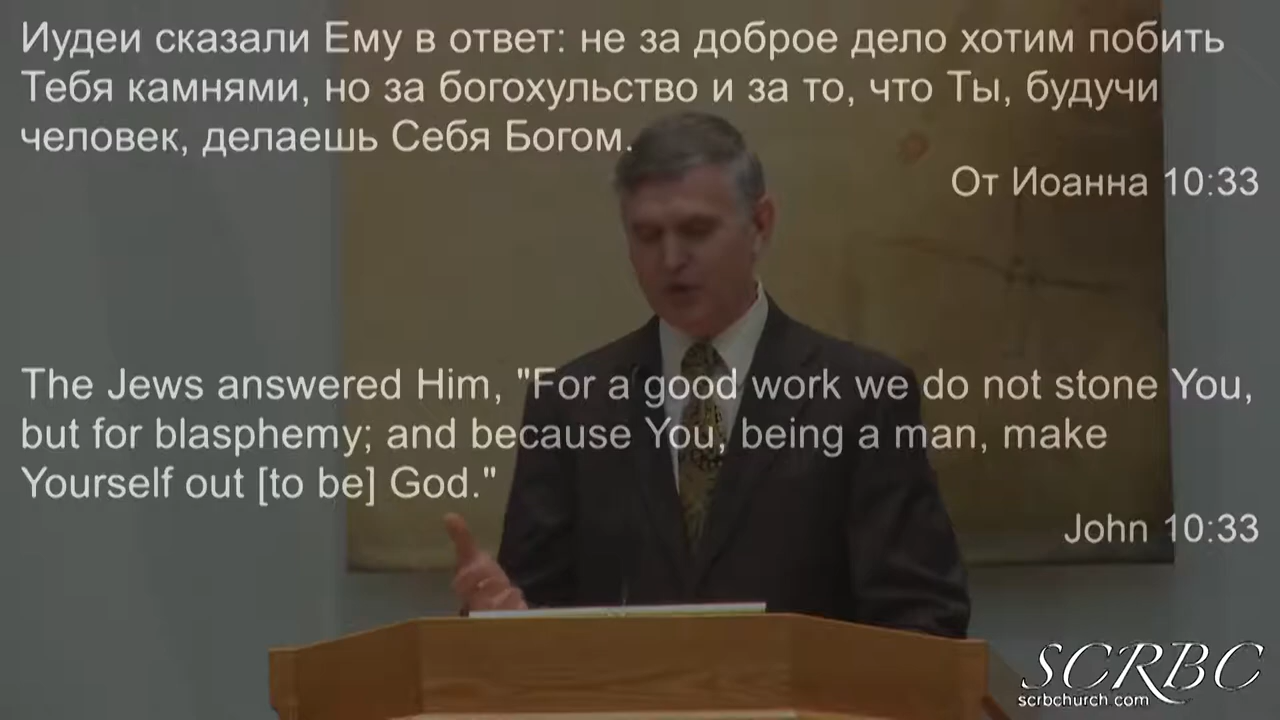 Иудеи сказали Ему в ответ: не за доброе дело хотим побить
Тебя камнями, но за богохульство и за то, что Ты, будучи
человек, делаешь Себя Богом.
От Иоанна 10:33
The Jews answered Him, "For a good work we do not stone You,
but for blasphemy; and because You, being a man, make
Yourself out [to be] God."
John 10:33
SCRBC
scrbchurch.com